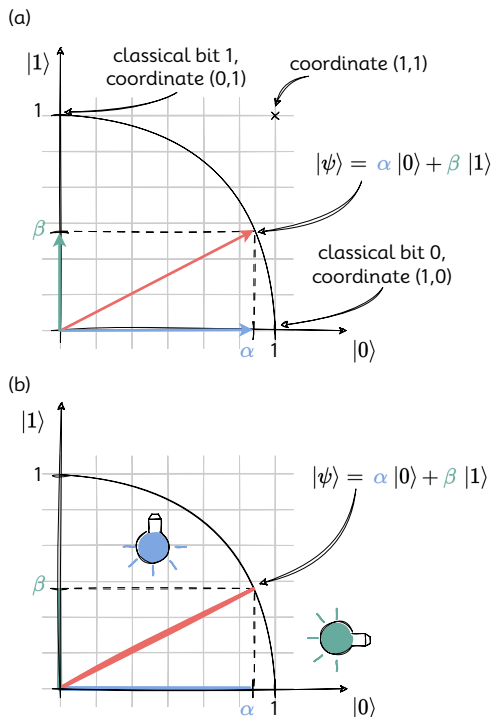 (a)
|1⟩
classical bit 1,
coordinate (0,1)
coordinate (1,1)
1
|ψ⟩ = α |0⟩ + β |1⟩
β
classical bit 0,
coordinate (1,0)
α
1
|0⟩
(b)
|1⟩
1
|ψ⟩ = α |0⟩ + β |1⟩
β
α
1
|0⟩